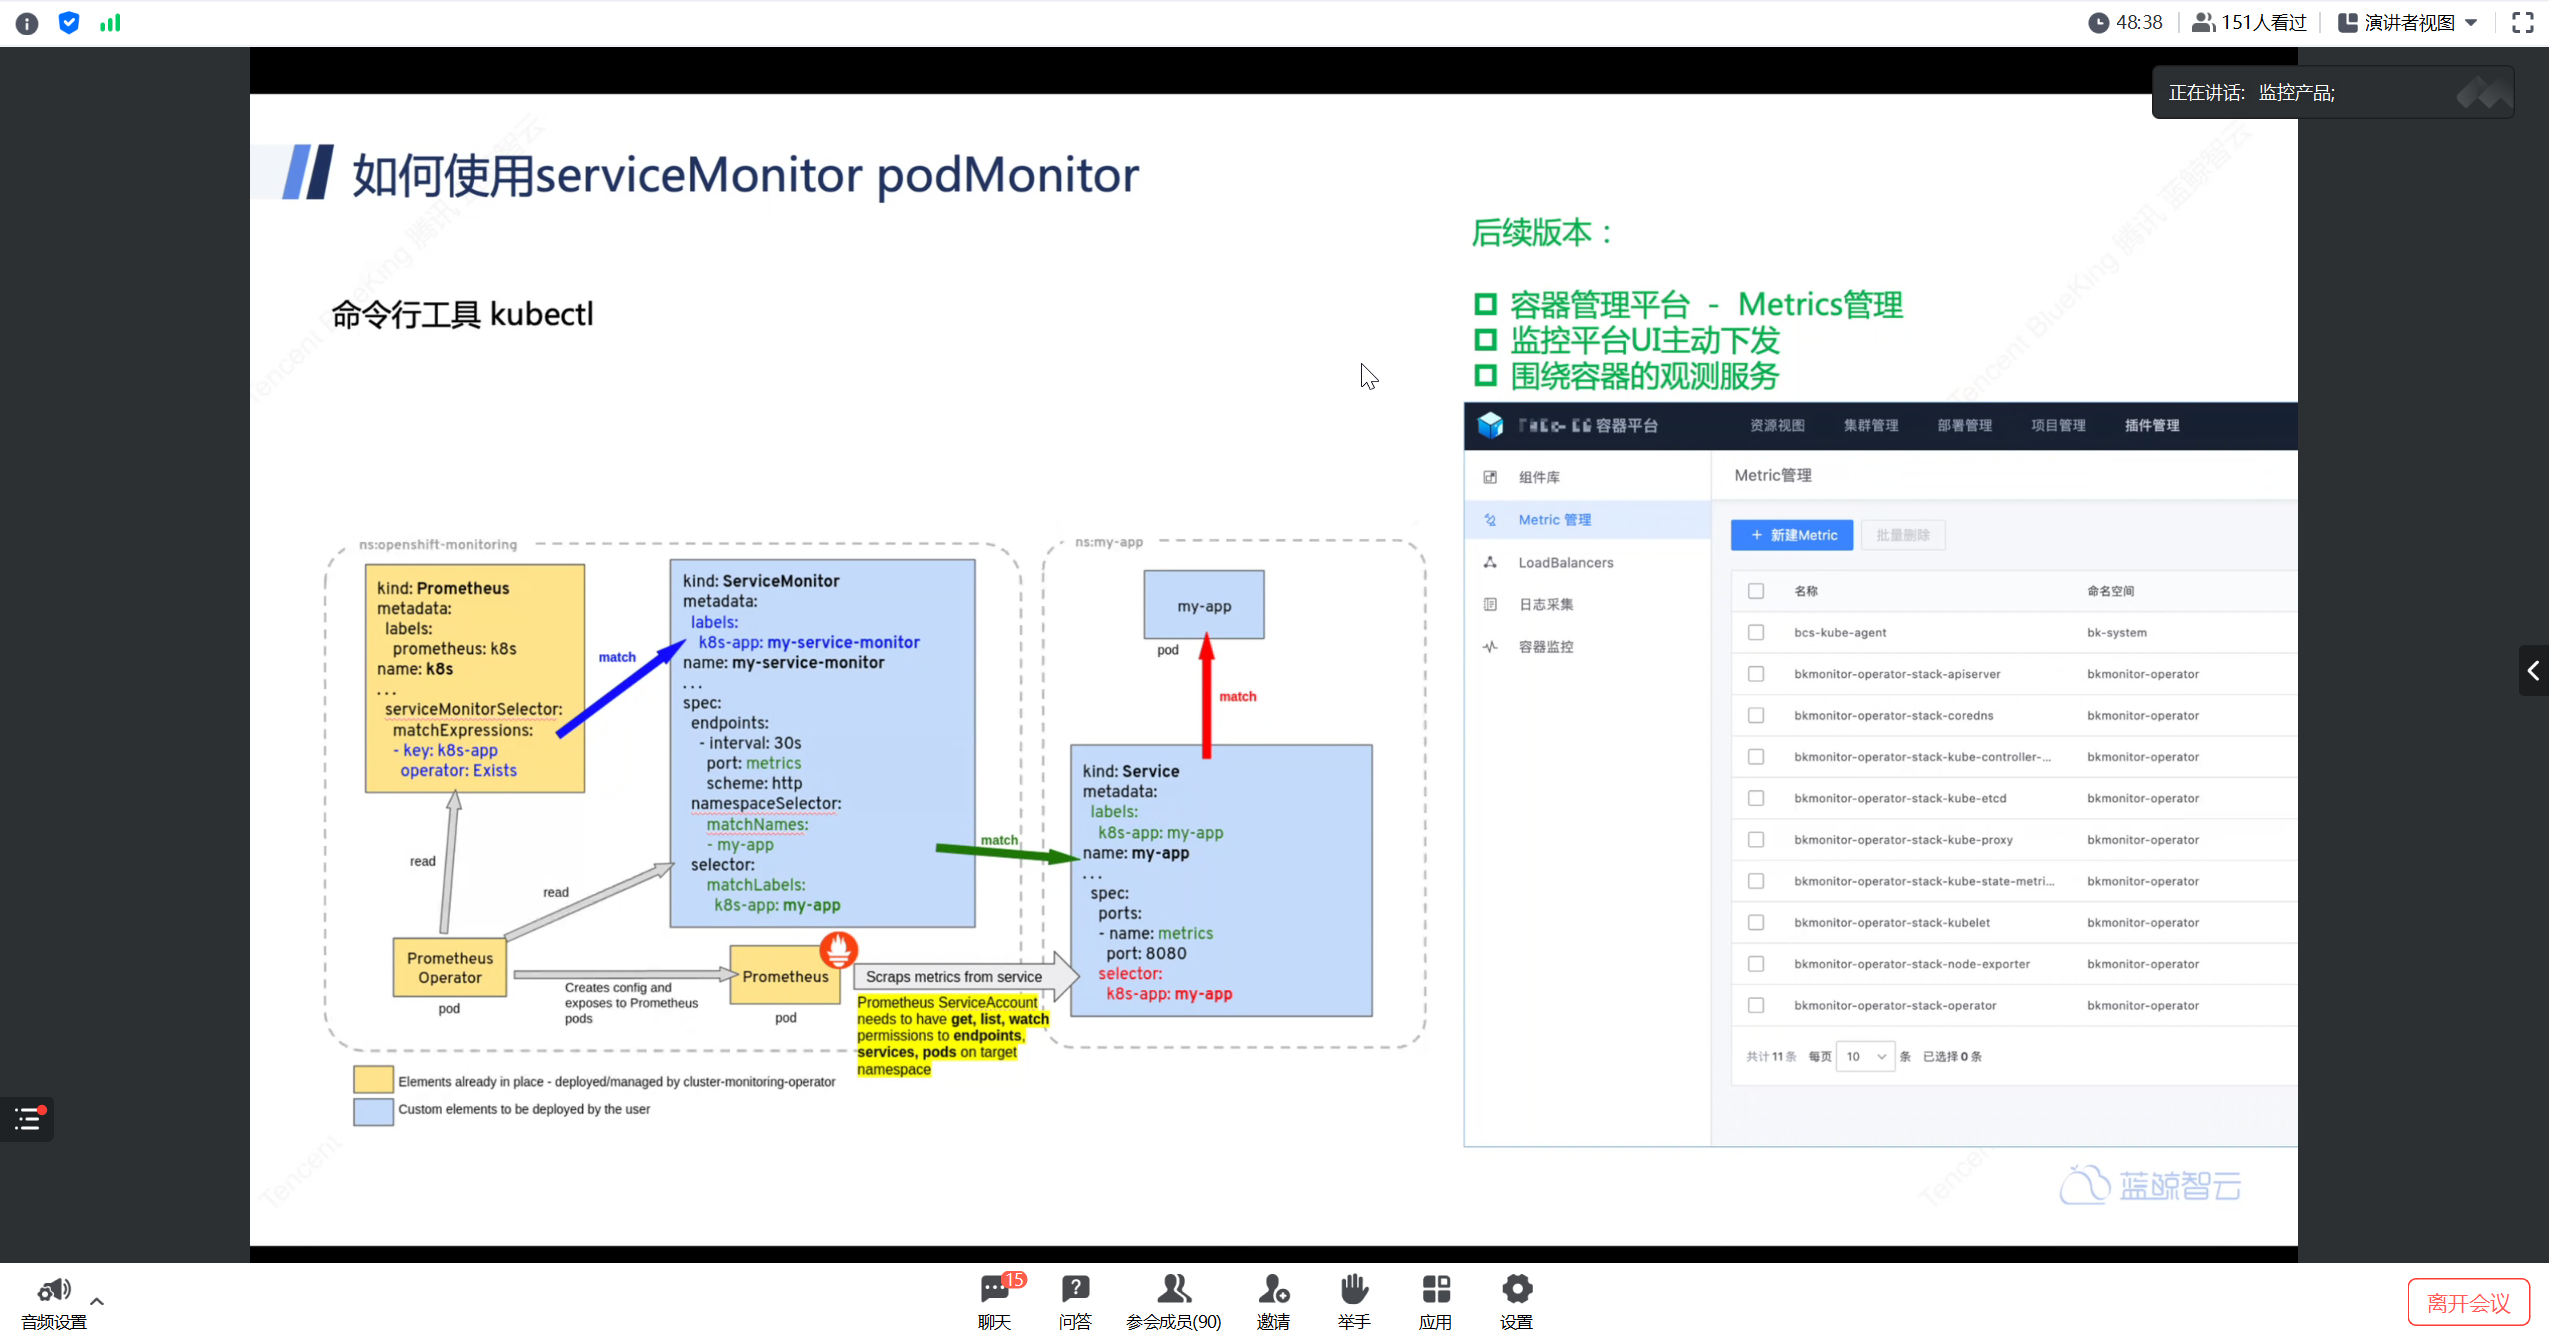 48:38
151人看过
演讲者视图
正在讲话: 监控产品;
如何使用serviceMonitor podMonitor
命令行工具 kubectl
后续版本：
容器管理平台 - Metrics管理
监控平台UI主动下发
围绕容器的观测服务
ns:openshift-monitoring
kind: Prometheus
metadata:
labels:
prometheus: k8s
name: k8s
...
serviceMonitorSelector:
matchExpressions:
- key: k8s-app
operator: Exists
match
kind: ServiceMonitor
metadata:
labels:
k8s-app: my-service-monitor
name: my-service-monitor
...
spec:
endpoints:
- interval: 30s
port: metrics
scheme: http
namespaceSelector:
matchNames:
- my-app
selector:
matchLabels:
k8s-app: my-app
match
ns:my-app
my-app
pod
match
kind: Service
metadata:
labels:
k8s-app: my-app
name: my-app
...
spec:
ports:
- name: metrics
port: 8080
selector:
k8s-app: my-app
read
read
Prometheus
Operator
pod
Creates config and
exposes to Prometheus
pods
Prometheus
pod
Scraps metrics from service
Prometheus ServiceAccount
needs to have get, list, watch
permissions to endpoints,
services, pods on target
namespace
Elements already in place - deployed/managed by cluster-monitoring-operator
Custom elements to be deployed by the user
容器平台
资源视图 集群管理 部署管理 项目管理 插件管理
组件库
Metric 管理
LoadBalancers
日志采集
容器监控
Metric管理
+ 新建Metric 批量删除
名称 命名空间
bcs-kube-agent bk-system
bkmonitor-operator-stack-apiserver bkmonitor-operator
bkmonitor-operator-stack-coredns bkmonitor-operator
bkmonitor-operator-stack-kube-controller-... bkmonitor-operator
bkmonitor-operator-stack-kube-etcd bkmonitor-operator
bkmonitor-operator-stack-kube-proxy bkmonitor-operator
bkmonitor-operator-stack-kube-state-metri... bkmonitor-operator
bkmonitor-operator-stack-kubelet bkmonitor-operator
bkmonitor-operator-stack-node-exporter bkmonitor-operator
bkmonitor-operator-stack-operator bkmonitor-operator
共计 11 条 每页 10 条 已选择 0 条
蓝鲸智云
Tencent BlueKing 腾讯 蓝鲸智云
音频设置
15
聊天
问答
参会成员(90)
邀请
举手
应用
设置
离开会议